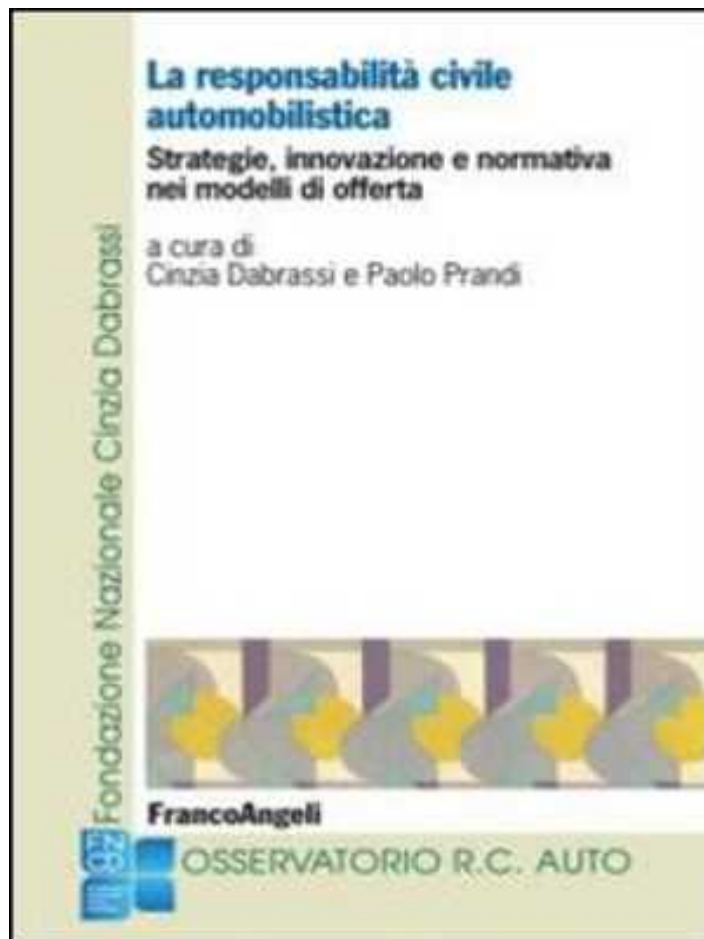 La responsabilità civile
automobilistica
Strategie, innovazione e normativa
nei modelli di offerta
a cura di
Cinzia Dabrassi e Paolo Prandi
Fondazione Nazionale Cinzia Dabrassi
FrancoAngeli
OSSERVATORIO R.C. AUTO